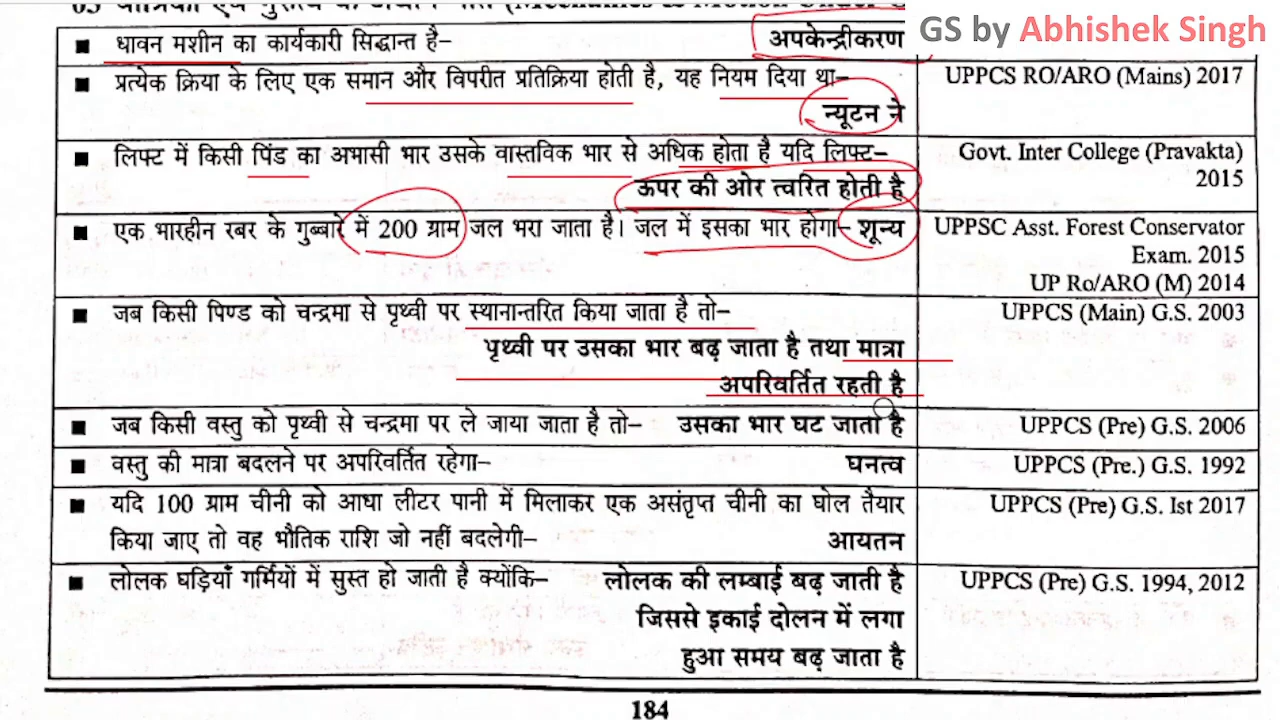 GS by Abhishek Singh
■ धावन मशीन का कार्यकारी सिद्धान्त है– अपकेन्द्रीकरण
■ प्रत्येक क्रिया के लिए एक समान और विपरीत प्रतिक्रिया होती है, यह नियम दिया था– UPPCS RO/ARO (Mains) 2017
न्यूटन ने
■ लिफ्ट में किसी पिंड का अभासी भार उसके वास्तविक भार से अधिक होता है यदि लिफ्ट– Govt. Inter College (Pravakta)
ऊपर की ओर त्वरित होती है 2015
■ एक भारहीन रबर के गुब्बारे में 200 ग्राम जल भरा जाता है। जल में इसका भार होगा– शून्य UPPSC Asst. Forest Conservator
Exam. 2015
UP Ro/ARO (M) 2014
■ जब किसी पिण्ड को चन्द्रमा से पृथ्वी पर स्थानान्तरित किया जाता है तो– UPPCS (Main) G.S. 2003
पृथ्वी पर उसका भार बढ़ जाता है तथा मात्रा
अपरिवर्तित रहती है
■ जब किसी वस्तु को पृथ्वी से चन्द्रमा पर ले जाया जाता है तो– उसका भार घट जाता है UPPCS (Pre) G.S. 2006
■ वस्तु की मात्रा बदलने पर अपरिवर्तित रहेगा– घनत्व UPPCS (Pre.) G.S. 1992
■ यदि 100 ग्राम चीनी को आधा लीटर पानी में मिलाकर एक असंतृप्त चीनी का घोल तैयार UPPCS (Pre) G.S. Ist 2017
किया जाए तो वह भौतिक राशि जो नहीं बदलेगी– आयतन
■ लोलक घड़ियाँ गर्मियों में सुस्त हो जाती है क्योंकि– लोलक की लम्बाई बढ़ जाती है UPPCS (Pre) G.S. 1994, 2012
जिससे इकाई दोलन में लगा
हुआ समय बढ़ जाता है
184